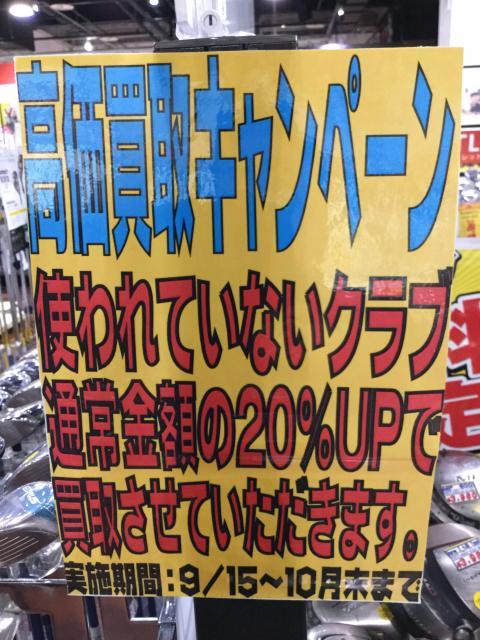 高価買取キャンペーン
使われていないクラブ
通常金額の20%UPで
買取させていただきます。
実施期間：9/15～10月末まで